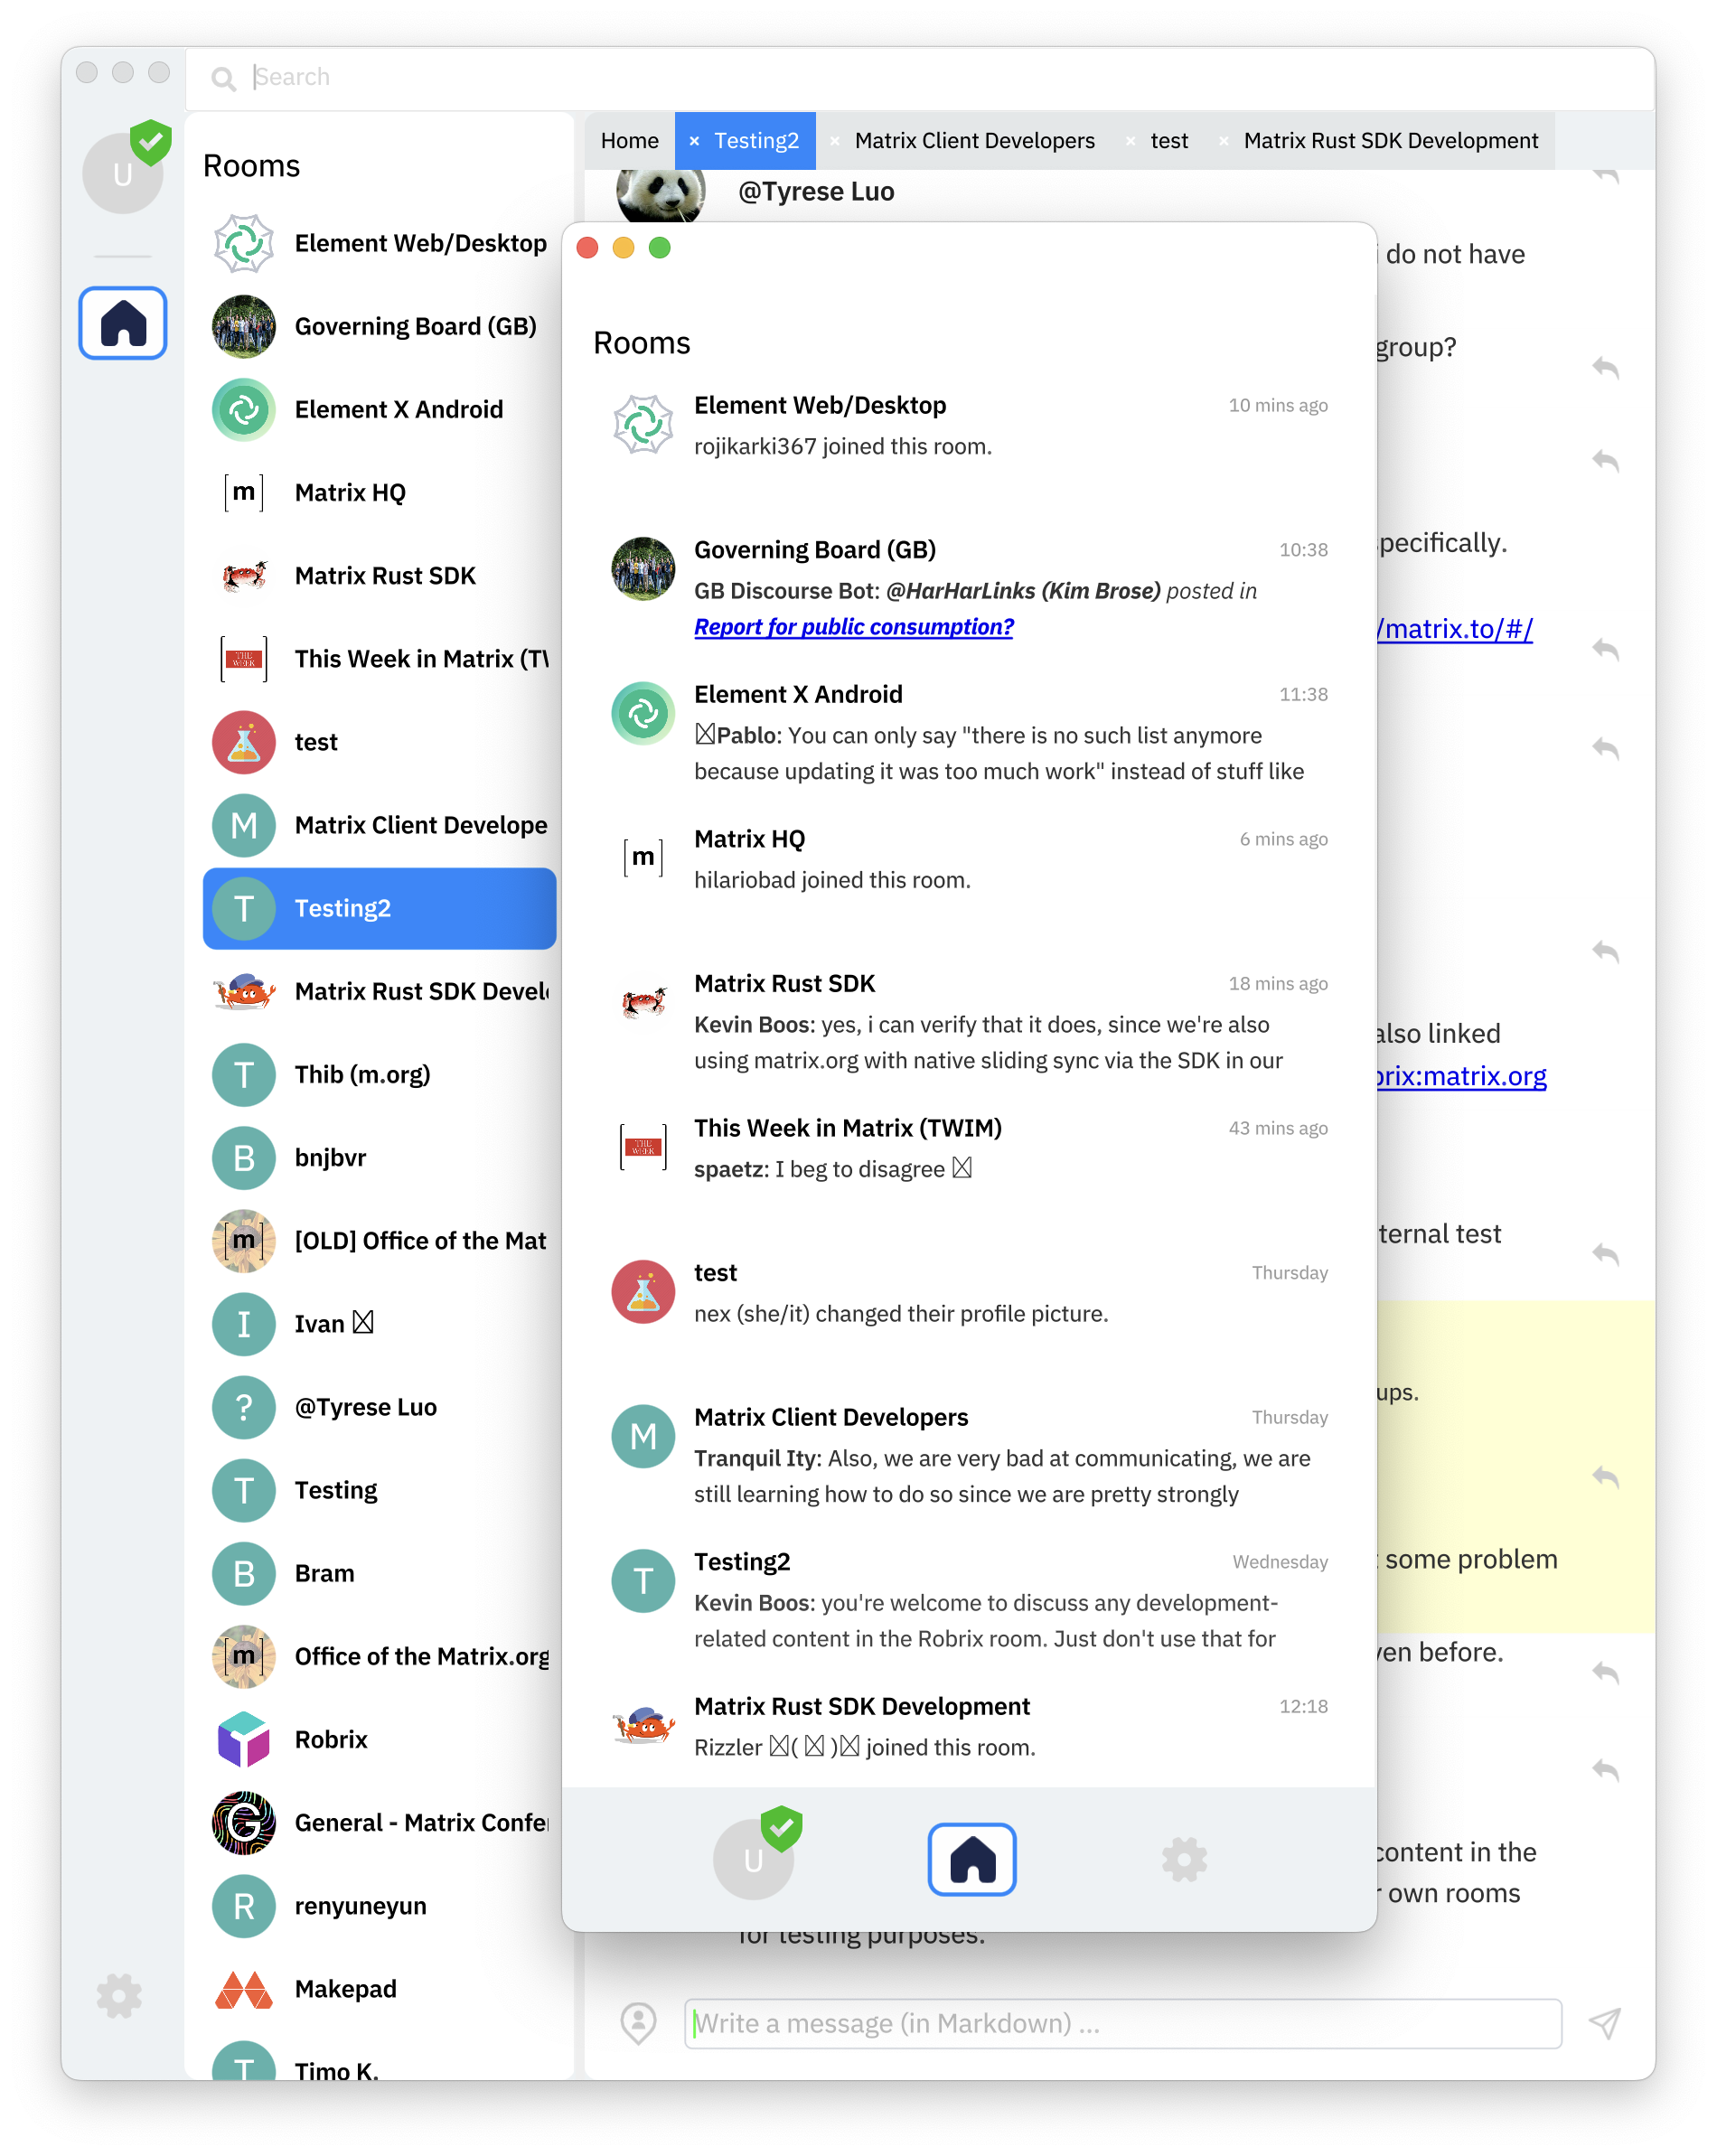 Search
U
Rooms
Element Web/Desktop
Governing Board (GB)
Element X Android
[m] Matrix HQ
Matrix Rust SDK
THE WEEK This Week in Matrix (TW
test
M Matrix Client Develope
T Testing2
Matrix Rust SDK Devel
T Thib (m.org)
B bnjbvr
[m] [OLD] Office of the Mat
I Ivan
? @Tyrese Luo
T Testing
B Bram
[m] Office of the Matrix.org
Robrix
G General - Matrix Confe
R renyuneyun
Makepad
T Timo K.
Home × Testing2 × Matrix Client Developers × test × Matrix Rust SDK Development
@Tyrese Luo
i do not have
group?
pecifically.
/matrix.to/#/
also linked
brix:matrix.org
ternal test
ups.
some problem
ven before.
content in the
r own rooms
for testing purposes.
Write a message (in Markdown) ...
Rooms
Element Web/Desktop 10 mins ago
rojikarki367 joined this room.
Governing Board (GB) 10:38
GB Discourse Bot: @HarHarLinks (Kim Brose) posted in
Report for public consumption?
Element X Android 11:38
Pablo: You can only say "there is no such list anymore
because updating it was too much work" instead of stuff like
[m] Matrix HQ 6 mins ago
hilariobad joined this room.
Matrix Rust SDK 18 mins ago
Kevin Boos: yes, i can verify that it does, since we're also
using matrix.org with native sliding sync via the SDK in our
THE WEEK This Week in Matrix (TWIM) 43 mins ago
spaetz: I beg to disagree
test Thursday
nex (she/it) changed their profile picture.
M Matrix Client Developers Thursday
Tranquil Ity: Also, we are very bad at communicating, we are
still learning how to do so since we are pretty strongly
T Testing2 Wednesday
Kevin Boos: you're welcome to discuss any development-
related content in the Robrix room. Just don't use that for
Matrix Rust SDK Development 12:18
Rizzler ( ) joined this room.
U